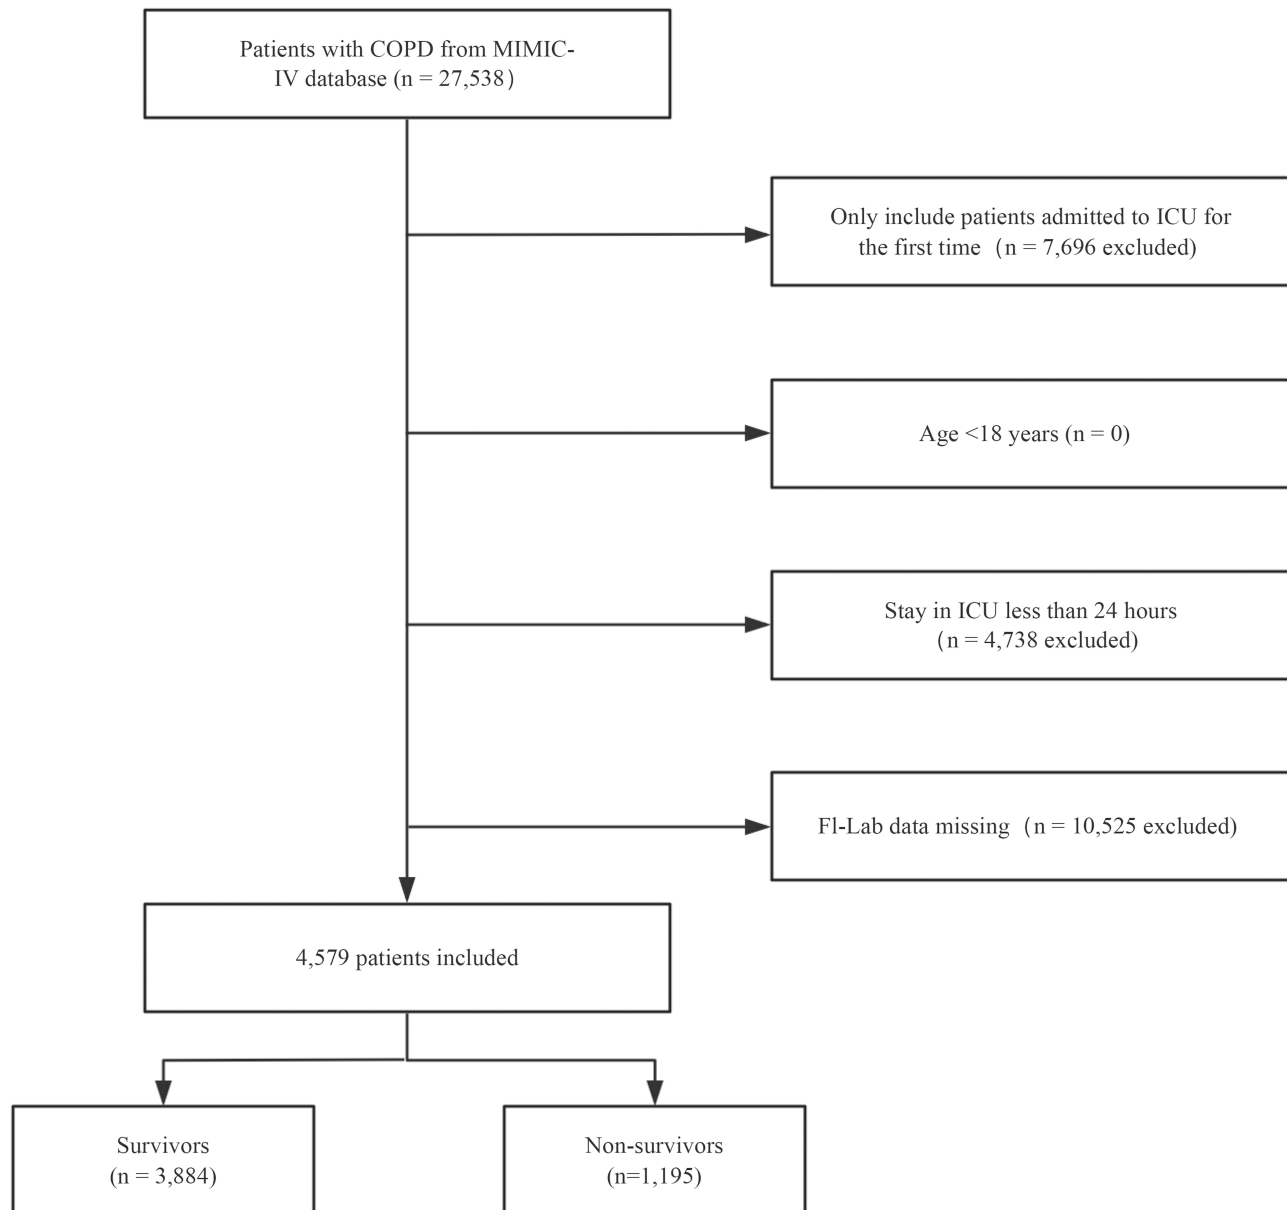 Patients with COPD from MIMIC-
IV database (n = 27,538)
Only include patients admitted to ICU for
the first time (n = 7,696 excluded)
Age <18 years (n = 0)
Stay in ICU less than 24 hours
(n = 4,738 excluded)
Fl-Lab data missing (n = 10,525 excluded)
4,579 patients included
Survivors
(n = 3,884)
Non-survivors
(n=1,195)